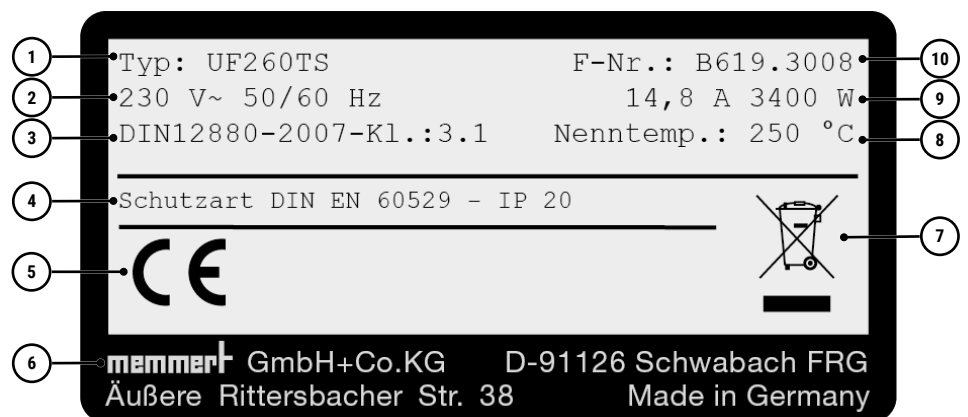 1 Typ: UF260TS F-Nr.: B619.3008 10
2 230 V~ 50/60 Hz 14,8 A 3400 W 9
3 DIN12880-2007-Kl.:3.1 Nenntemp.: 250 °C 8
4 Schutzart DIN EN 60529 - IP 20
7
5 CE
6 memmert GmbH+Co.KG D-91126 Schwabach FRG
Äußere Rittersbacher Str. 38 Made in Germany